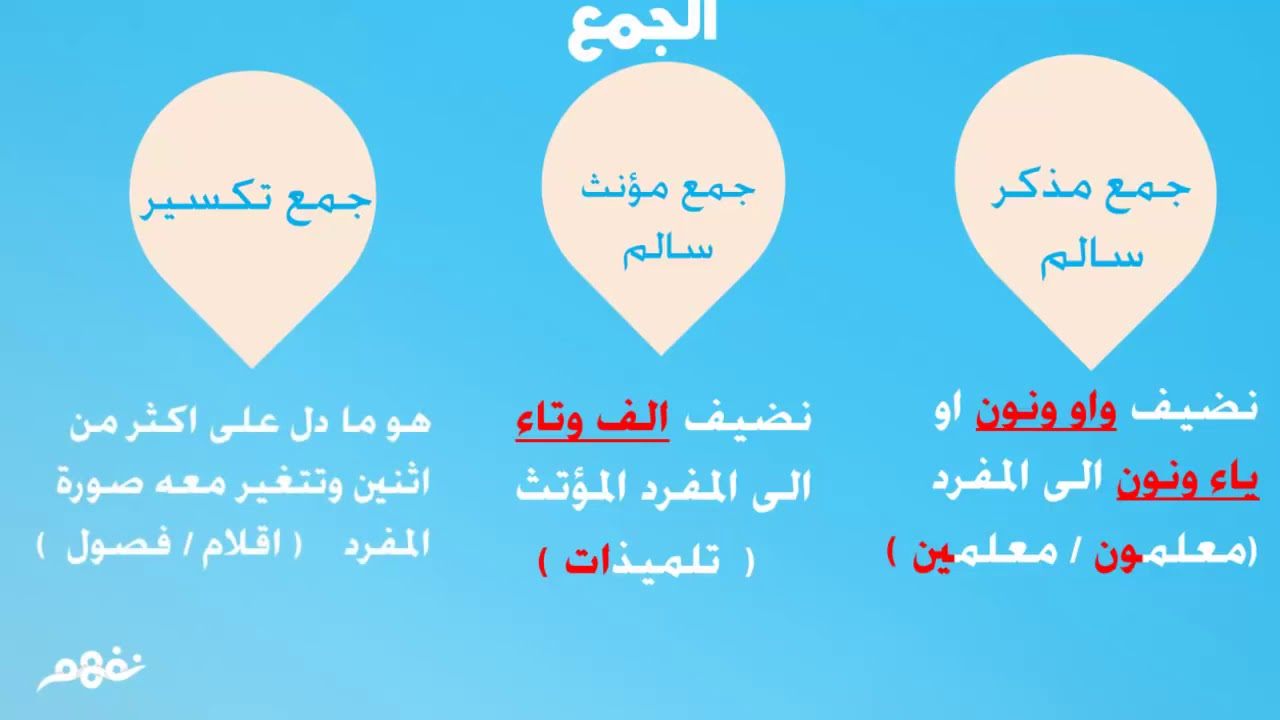 الجمع
جمع مذكر
سالم
نضيف واو ونون او
ياء ونون الى المفرد
(معلمون / معلمين )
جمع مؤنث
سالم
نضيف الف وتاء
الى المفرد المؤتث
( تلميذات )
جمع تكسير
هو ما دل على اكثر من
اثنين وتتغير معه صورة
المفرد ( اقلام / فصول )
نفهم